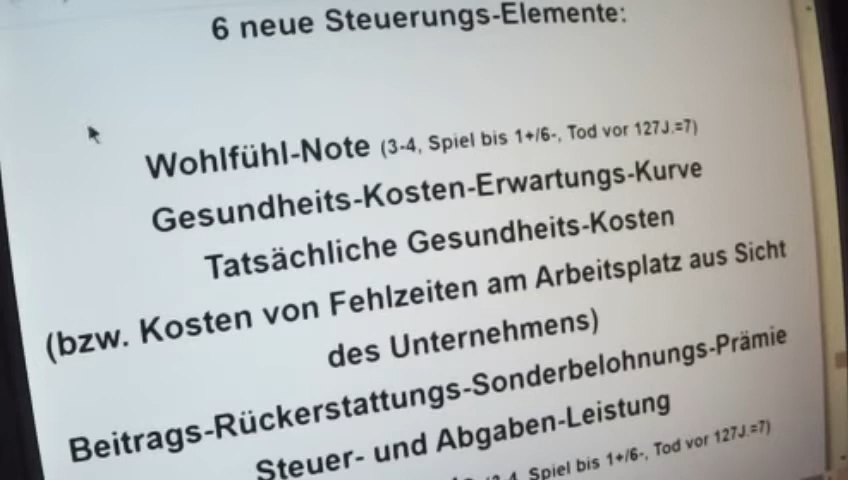 6 neue Steuerungs-Elemente:
Wohlfühl-Note (3-4, Spiel bis 1+/6-, Tod vor 127J.=7)
Gesundheits-Kosten-Erwartungs-Kurve
Tatsächliche Gesundheits-Kosten
(bzw. Kosten von Fehlzeiten am Arbeitsplatz aus Sicht
des Unternehmens)
Beitrags-Rückerstattungs-Sonderbelohnungs-Prämie
Steuer- und Abgaben-Leistung
Spiel bis 1+/6-, Tod vor 127J.=7)